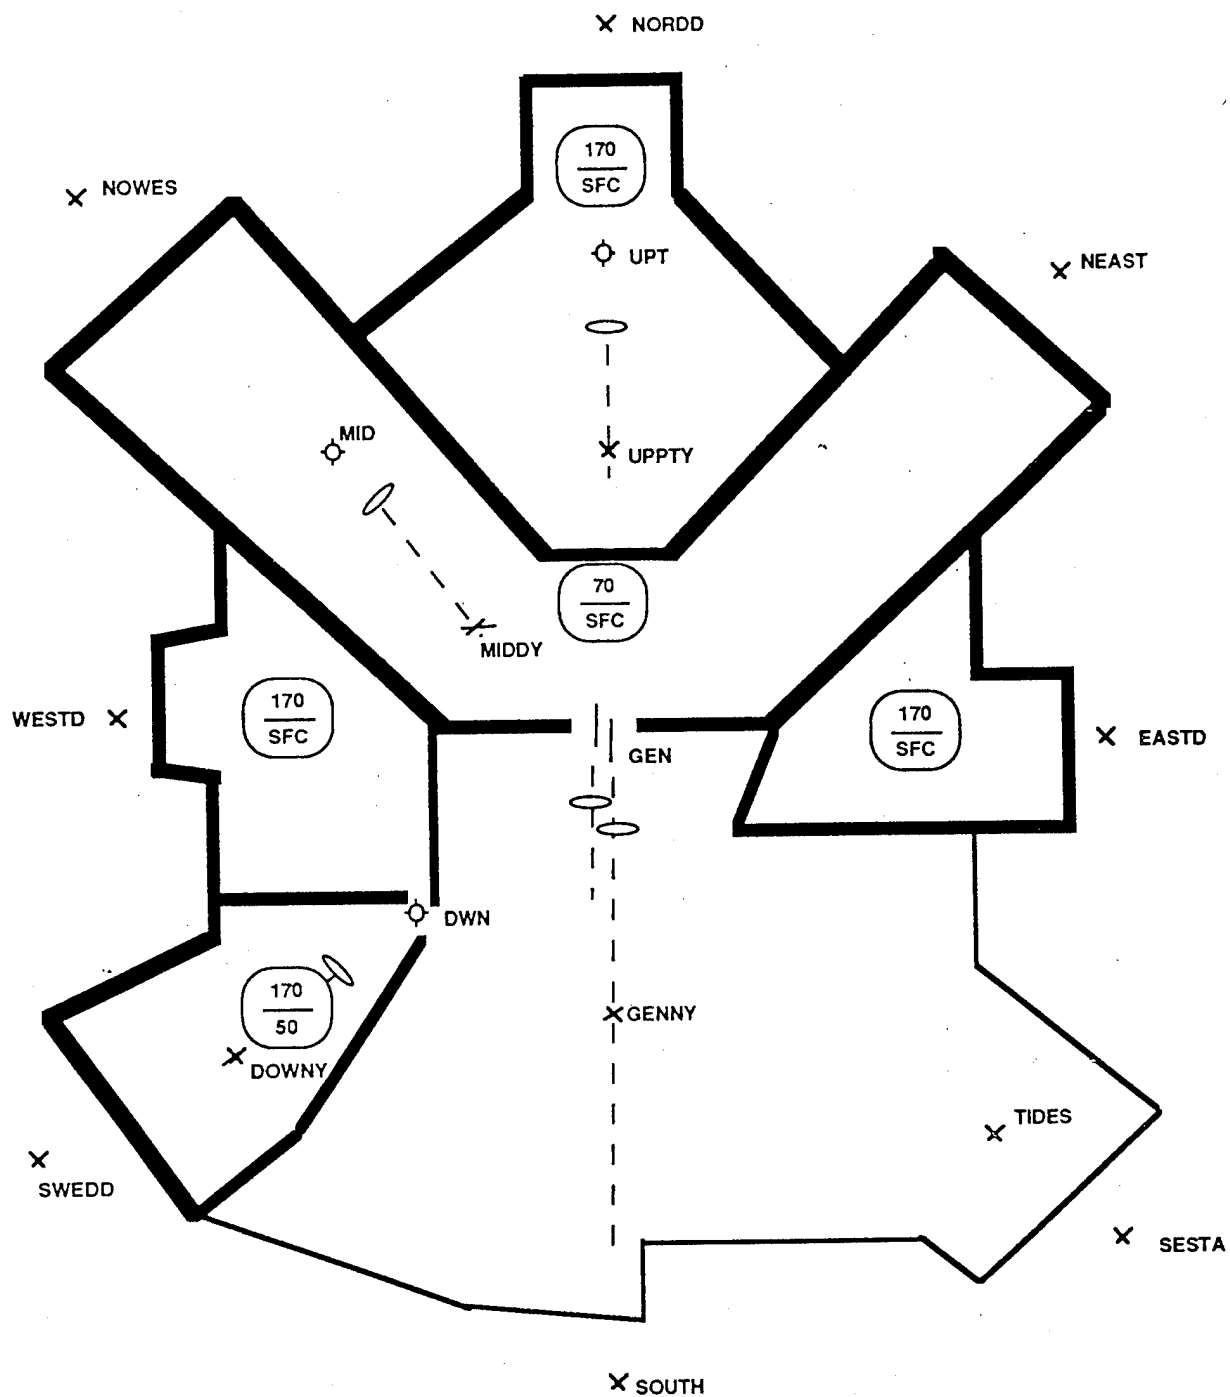 NORDD
170
SFC
NOWES
UPT
NEAST
MID
UPPTY
70
SFC
MIDDY
170
SFC
WESTD
170
SFC
EASTD
GEN
DWN
170
50
GENNY
DOWNY
TIDES
SWEDD
SESTA
SOUTH